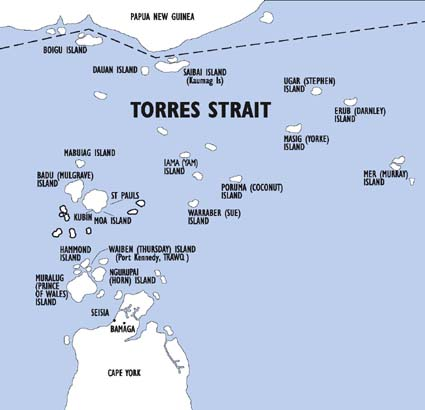 PAPUA NEW GUINEA
BOIGU ISLAND
DAUAN ISLAND
SAIBAI ISLAND
(Kaumag Is)
UGAR (STEPHEN)
ISLAND
TORRES STRAIT
ERUB (DARNLEY)
ISLAND
MASIG (YORKE)
ISLAND
MABUIAG ISLAND
IAMA (YAM)
ISLAND
BADU (MULGRAVE)
ISLAND
MER (MURRAY)
ISLAND
PORUMA (COCONUT)
ISLAND
ST PAULS
KUBIN
MOA ISLAND
WARRABER (SUE)
ISLAND
HAMMOND
ISLAND
WAIBEN (THURSDAY) ISLAND
(Port Kennedy, TKAWQ)
MURALUG
(PRINCE
OF WALES)
ISLAND
NGURUPAI
(HORN) ISLAND
SEISIA
BAMAGA
CAPE YORK